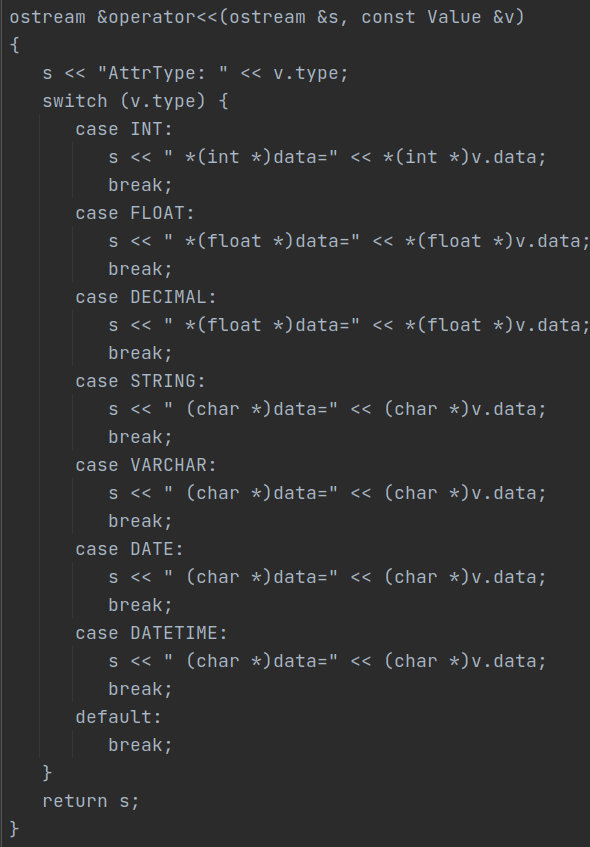 ostream &operator<<(ostream &s, const Value &v)
{
   s << "AttrType: " << v.type;
   switch (v.type) {
      case INT:
         s << " *(int *)data=" << *(int *)v.data;
         break;
      case FLOAT:
         s << " *(float *)data=" << *(float *)v.data;
         break;
      case DECIMAL:
         s << " *(float *)data=" << *(float *)v.data;
         break;
      case STRING:
         s << " (char *)data=" << (char *)v.data;
         break;
      case VARCHAR:
         s << " (char *)data=" << (char *)v.data;
         break;
      case DATE:
         s << " (char *)data=" << (char *)v.data;
         break;
      case DATETIME:
         s << " (char *)data=" << (char *)v.data;
         break;
      default:
         break;
   }
   return s;
}